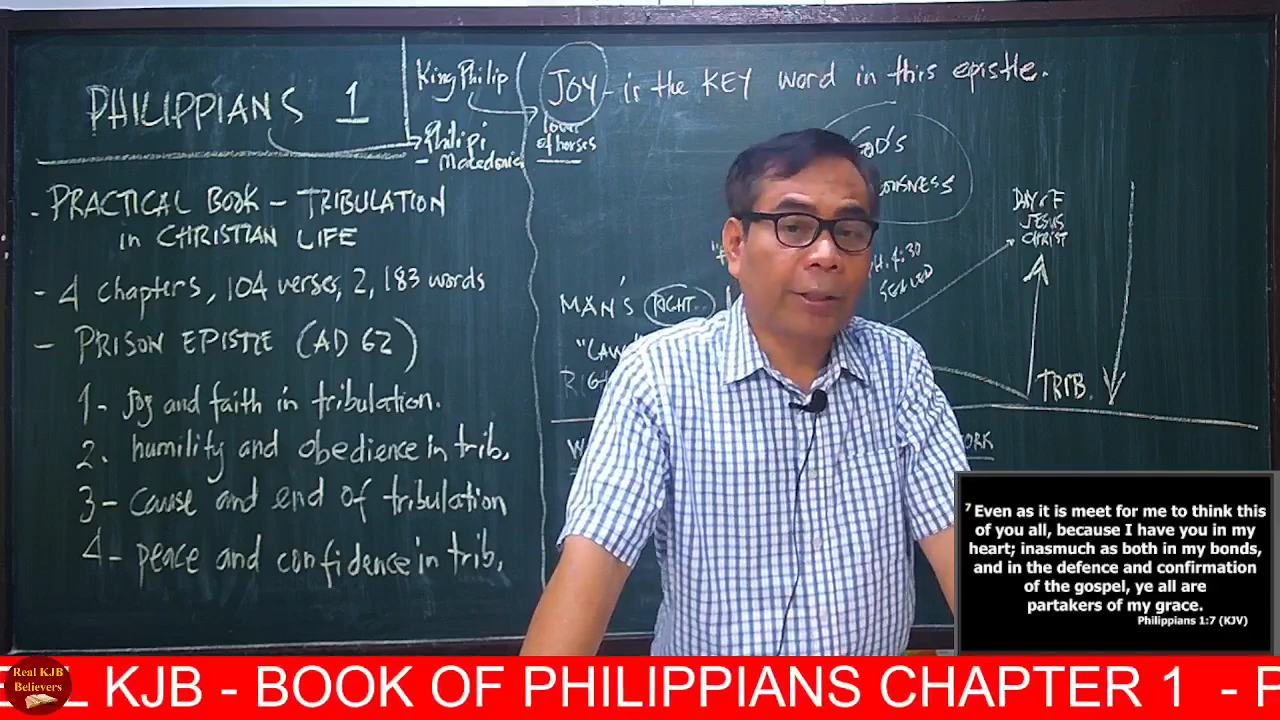 PHILIPPIANS 1
King Philip
Philipi
- Macedonia
lover
of horses
JOY - is the KEY word in this epistle.
- PRACTICAL BOOK - TRIBULATION
in CHRISTIAN LIFE
- 4 chapters, 104 verses, 2,183 words
- PRISON EPISTLE (AD 62)
1- Joy and faith in tribulation.
2. humility and obedience in trib.
3- cause and end of tribulation
4- peace and confidence in trib.
GOD'S
MAN'S RIGHT..
"LAW"
4:30
SEALED
DAY OF
JESUS
CHRIST
TRIB.
7 Even as it is meet for me to think this
of you all, because I have you in my
heart; inasmuch as both in my bonds,
and in the defence and confirmation
of the gospel, ye all are
partakers of my grace.
Philippians 1:7 (KJV)
Real KJB
Believers
KJB - BOOK OF PHILIPPIANS CHAPTER 1 - P